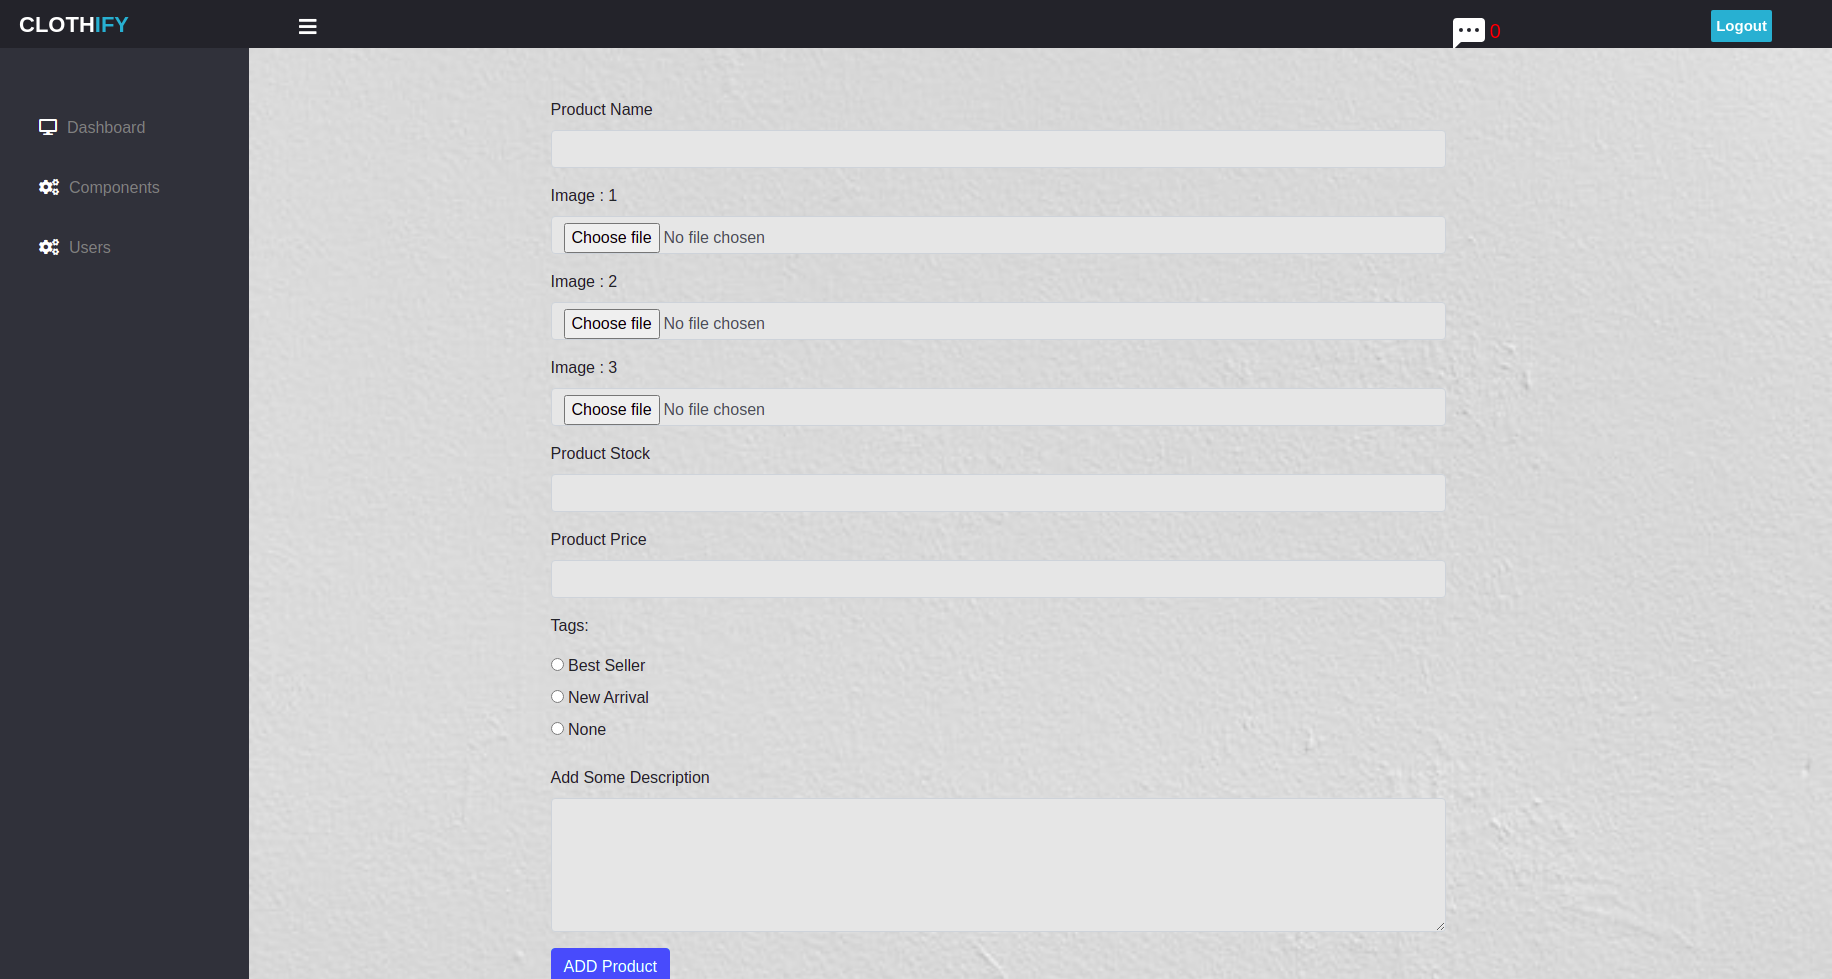 CLOTHIFY
0
Logout
Dashboard
Components
Users
Product Name
Image : 1
Choose file No file chosen
Image : 2
Choose file No file chosen
Image : 3
Choose file No file chosen
Product Stock
Product Price
Tags:
Best Seller
New Arrival
None
Add Some Description
ADD Product